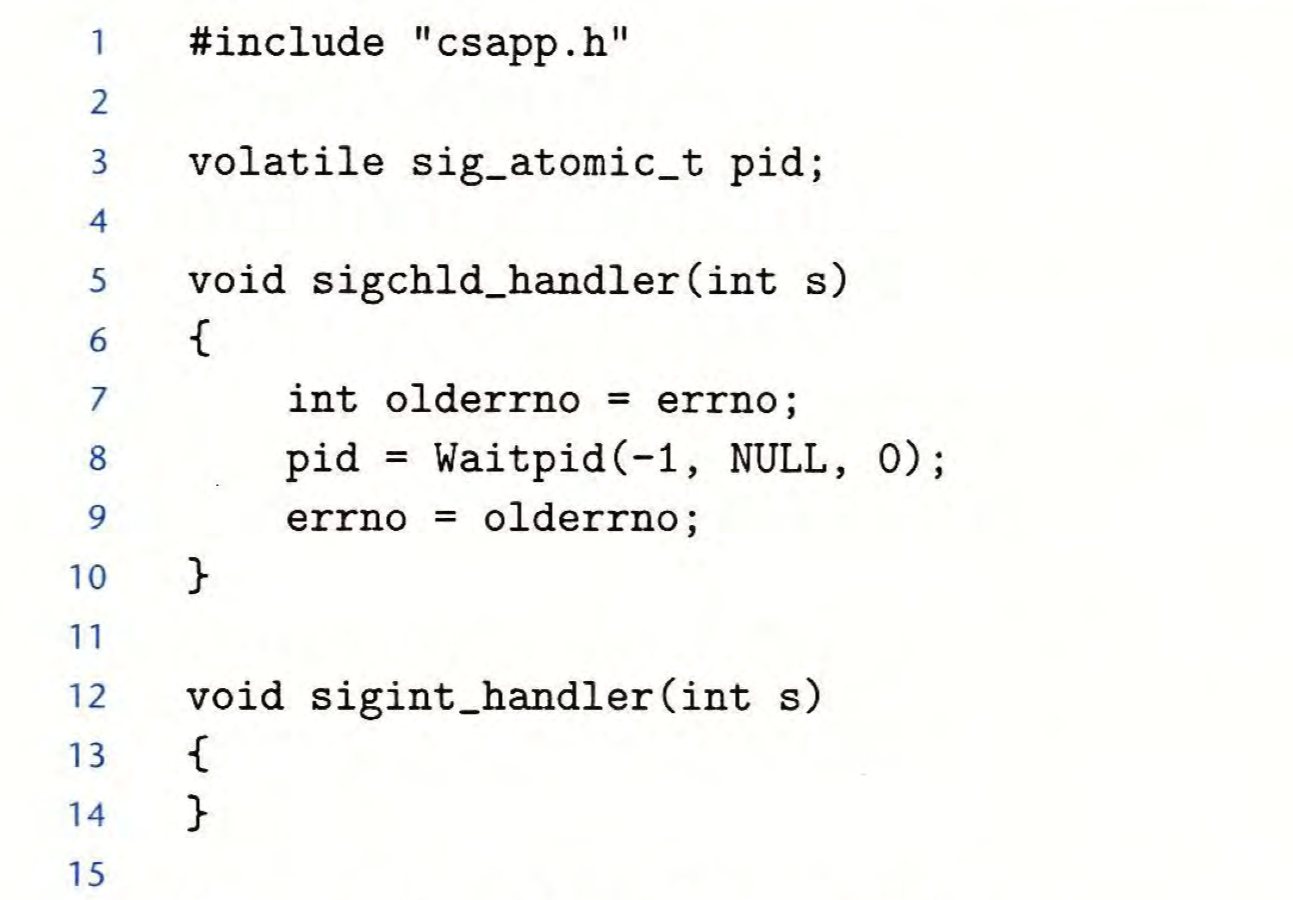 1 #include "csapp.h"
2
3 volatile sig_atomic_t pid;
4
5 void sigchld_handler(int s)
6 {
7 int olderrno = errno;
8 pid = Waitpid(-1, NULL, 0);
9 errno = olderrno;
10 }
11
12 void sigint_handler(int s)
13 {
14 }
15